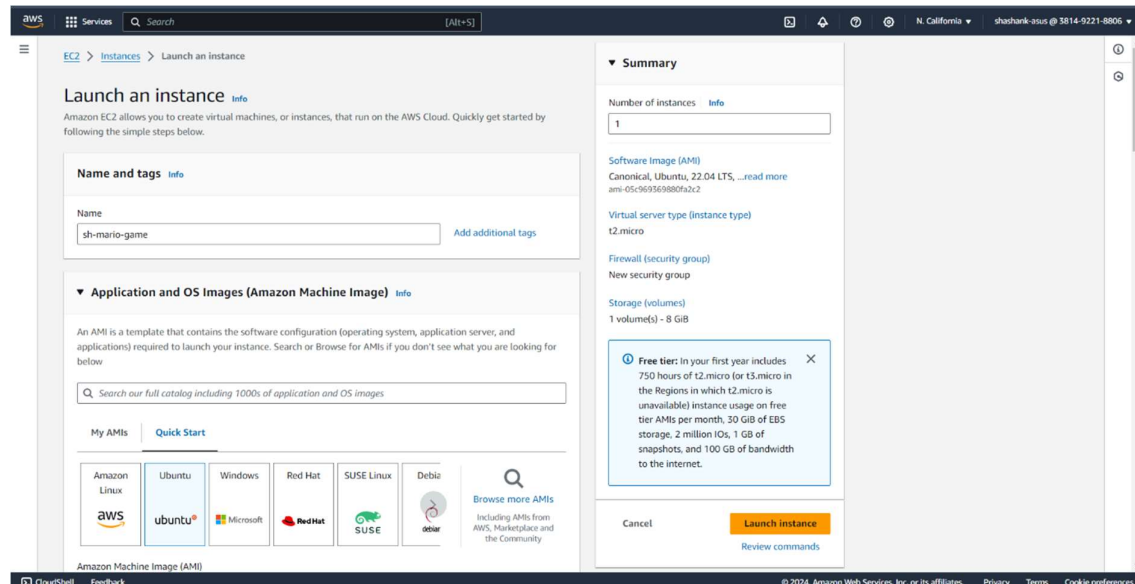 aws
Services
Search
[Alt+S]
N. California
shashank-asus @ 3814-9221-8806
EC2 > Instances > Launch an instance
Launch an instance Info
Amazon EC2 allows you to create virtual machines, or instances, that run on the AWS Cloud. Quickly get started by
following the simple steps below.
Name and tags Info
Name
sh-mario-game
Add additional tags
Application and OS Images (Amazon Machine Image) Info
An AMI is a template that contains the software configuration (operating system, application server, and
applications) required to launch your instance. Search or Browse for AMIs if you don't see what you are looking for
below
Search our full catalog including 1000s of application and OS images
My AMIs
Quick Start
Amazon
Linux
aws
Ubuntu
ubuntu
Windows
Microsoft
Red Hat
Red Hat
SUSE Linux
SUSE
Debia
debiar
Browse more AMIs
Including AMIs from
AWS, Marketplace and
the Community
Amazon Machine Image (AMI)
Summary
Number of instances Info
1
Software Image (AMI)
Canonical, Ubuntu, 22.04 LTS, ...read more
ami-05c969369880fa2c2
Virtual server type (instance type)
t2.micro
Firewall (security group)
New security group
Storage (volumes)
1 volume(s) - 8 GiB
Free tier: In your first year includes
750 hours of t2.micro (or t3.micro in
the Regions in which t2.micro is
unavailable) instance usage on free
tier AMIs per month, 30 GiB of EBS
storage, 2 million IOs, 1 GB of
snapshots, and 100 GB of bandwidth
to the internet.
Cancel
Launch instance
Review commands
CloudShell
Feedback
© 2024, Amazon Web Services, Inc. or its affiliates.
Privacy
Terms
Cookie preferences